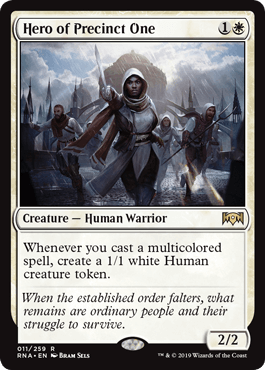 Hero of Precinct One 1
Creature — Human Warrior
Whenever you cast a multicolored
spell, create a 1/1 white Human
creature token.
When the established order falters, what
remains are ordinary people and their
struggle to survive.
2/2
011/259 R
RNA • EN BRAM SELS
™ & © 2019 Wizards of the Coast